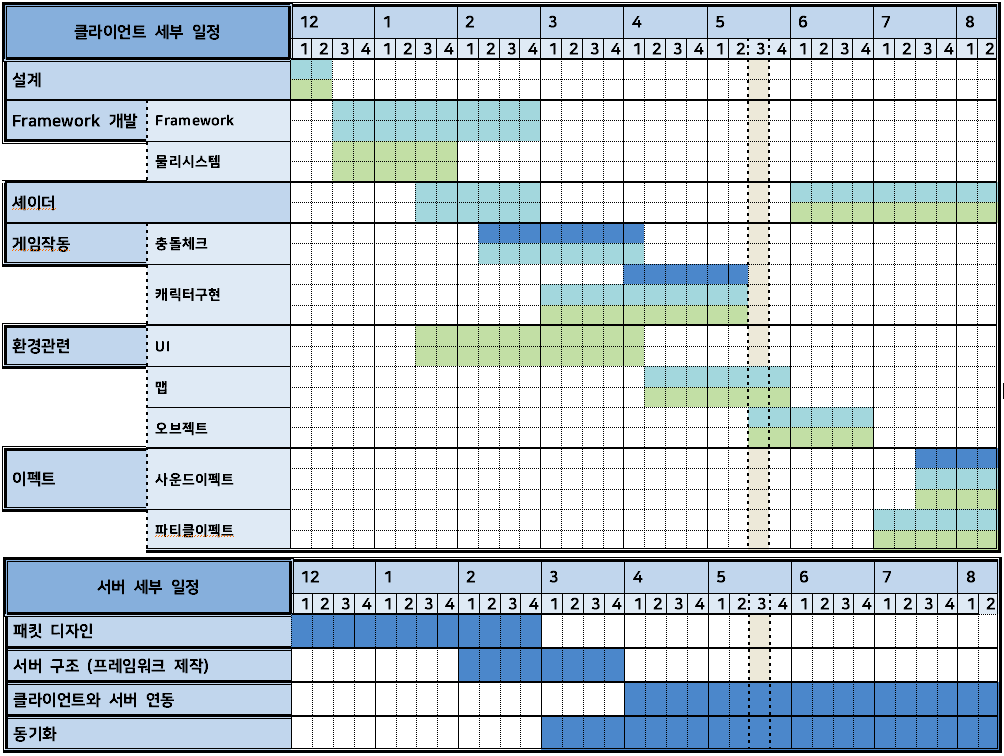 클라이언트 세부 일정 12 1 2 3 4 5 6 7 8
1 2 3 4 1 2 3 4 1 2 3 4 1 2 3 4 1 2 3 4 1 2 3 4 1 2 3 4 1 2 3 4 1 2
설계
Framework 개발 Framework
물리시스템
셰이더
게임작동 충돌체크
캐릭터구현
환경관련 UI
맵
오브젝트
이펙트 사운드이펙트
파티클이펙트
서버 세부 일정 12 1 2 3 4 5 6 7 8
1 2 3 4 1 2 3 4 1 2 3 4 1 2 3 4 1 2 3 4 1 2 3 4 1 2 3 4 1 2 3 4 1 2
패킷 디자인
서버 구조 (프레임워크 제작)
클라이언트와 서버 연동
동기화